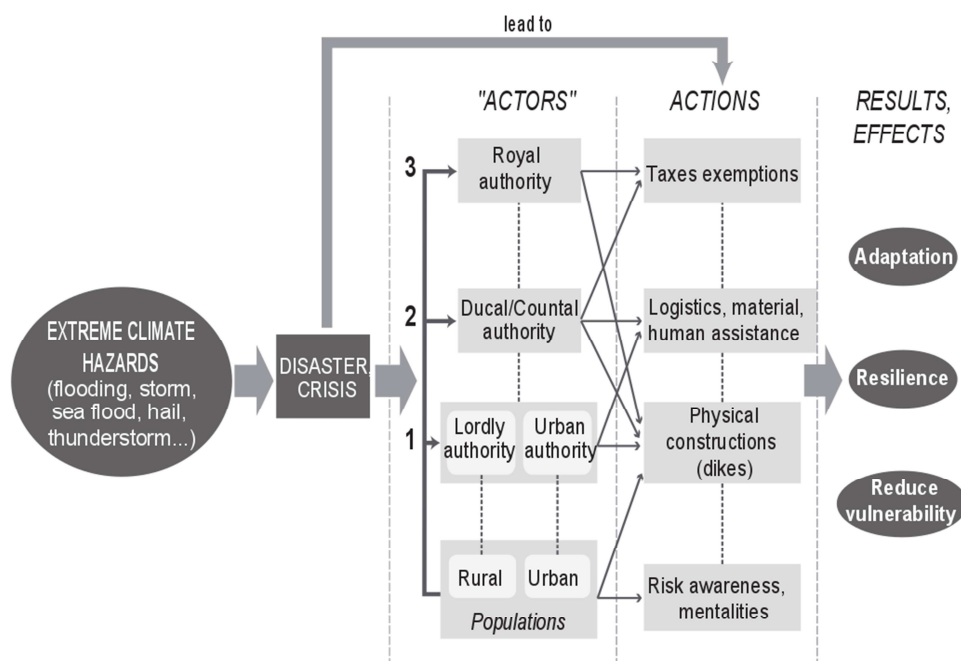 lead to
"ACTORS"
ACTIONS
RESULTS,
EFFECTS
EXTREME CLIMATE
HAZARDS
(flooding, storm,
sea flood, hail,
thunderstorm...)
DISASTER,
CRISIS
3
Royal
authority
2
Ducal/Countal
authority
1
Lordly
authority
Urban
authority
Rural
Urban
Populations
Taxes exemptions
Logistics, material,
human assistance
Physical
constructions
(dikes)
Risk awareness,
mentalities
Adaptation
Resilience
Reduce
vulnerability